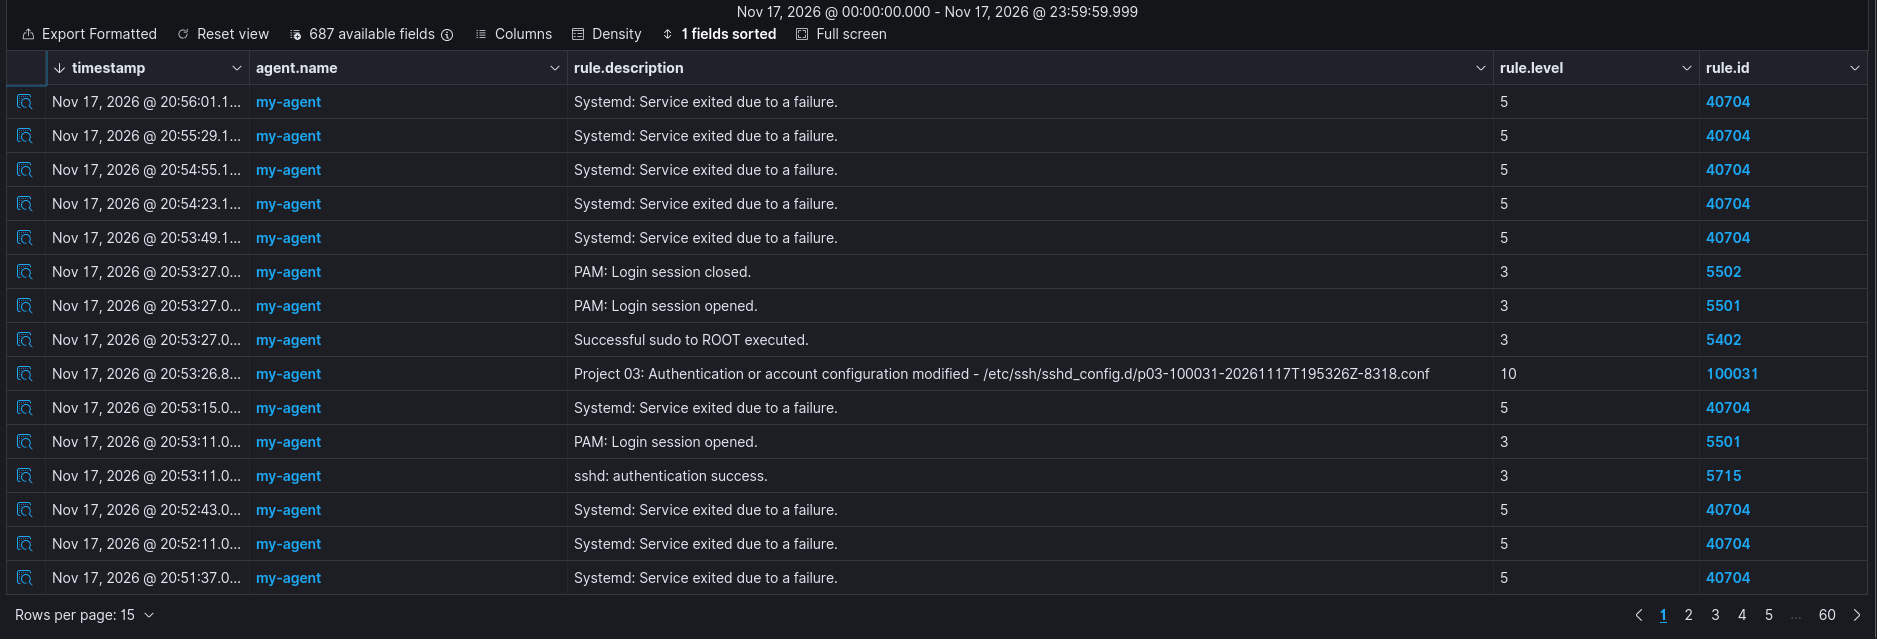 Nov 17, 2026 @ 00:00:00.000 - Nov 17, 2026 @ 23:59:59.999
Export Formatted Reset view 687 available fields Columns Density 1 fields sorted Full screen
timestamp agent.name rule.description rule.level rule.id
Nov 17, 2026 @ 20:56:01.1... my-agent Systemd: Service exited due to a failure. 5 40704
Nov 17, 2026 @ 20:55:29.1... my-agent Systemd: Service exited due to a failure. 5 40704
Nov 17, 2026 @ 20:54:55.1... my-agent Systemd: Service exited due to a failure. 5 40704
Nov 17, 2026 @ 20:54:23.1... my-agent Systemd: Service exited due to a failure. 5 40704
Nov 17, 2026 @ 20:53:49.1... my-agent Systemd: Service exited due to a failure. 5 40704
Nov 17, 2026 @ 20:53:27.0... my-agent PAM: Login session closed. 3 5502
Nov 17, 2026 @ 20:53:27.0... my-agent PAM: Login session opened. 3 5501
Nov 17, 2026 @ 20:53:27.0... my-agent Successful sudo to ROOT executed. 3 5402
Nov 17, 2026 @ 20:53:26.8... my-agent Project 03: Authentication or account configuration modified - /etc/ssh/sshd_config.d/p03-100031-20261117T195326Z-8318.conf 10 100031
Nov 17, 2026 @ 20:53:15.0... my-agent Systemd: Service exited due to a failure. 5 40704
Nov 17, 2026 @ 20:53:11.0... my-agent PAM: Login session opened. 3 5501
Nov 17, 2026 @ 20:53:11.0... my-agent sshd: authentication success. 3 5715
Nov 17, 2026 @ 20:52:43.0... my-agent Systemd: Service exited due to a failure. 5 40704
Nov 17, 2026 @ 20:52:11.0... my-agent Systemd: Service exited due to a failure. 5 40704
Nov 17, 2026 @ 20:51:37.0... my-agent Systemd: Service exited due to a failure. 5 40704
Rows per page: 15 1 2 3 4 5 ... 60